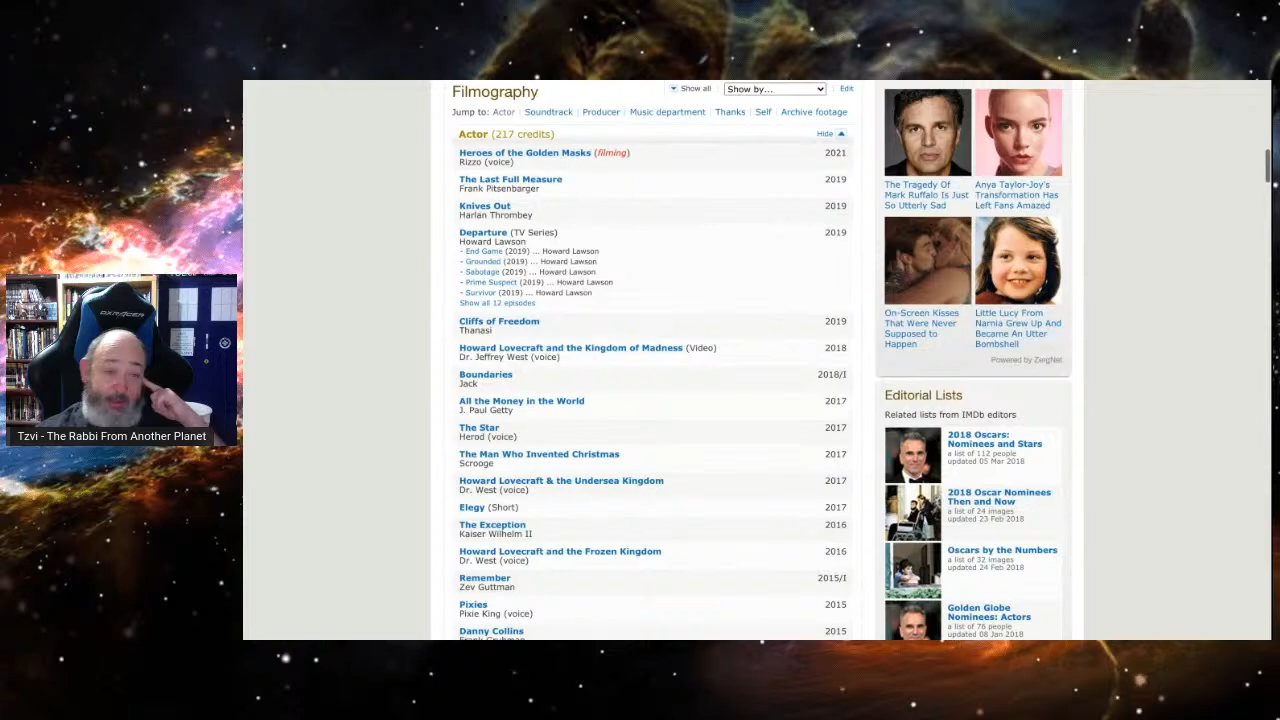 Filmography
Show all
Show by...
Edit
Jump to: Actor | Soundtrack | Producer | Music department | Thanks | Self | Archive footage
Actor (217 credits)
Hide
Heroes of the Golden Masks (filming) 2021
Rizzo (voice)
The Last Full Measure 2019
Frank Pitsenbarger
Knives Out 2019
Harlan Thrombey
Departure (TV Series) 2019
Howard Lawson
- End Game (2019) ... Howard Lawson
- Grounded (2019) ... Howard Lawson
- Sabotage (2019) ... Howard Lawson
- Prime Suspect (2019) ... Howard Lawson
- Survivor (2019) ... Howard Lawson
Show all 12 episodes
Cliffs of Freedom 2019
Thanasi
Howard Lovecraft and the Kingdom of Madness (Video) 2018
Dr. Jeffrey West (voice)
Boundaries 2018/I
Jack
All the Money in the World 2017
J. Paul Getty
The Star 2017
Herod (voice)
The Man Who Invented Christmas 2017
Scrooge
Howard Lovecraft & the Undersea Kingdom 2017
Dr. West (voice)
Elegy (Short) 2017
The Exception 2016
Kaiser Wilhelm II
Howard Lovecraft and the Frozen Kingdom 2016
Dr. West (voice)
Remember 2015/I
Zev Guttman
Pixies 2015
Pixie King (voice)
Danny Collins 2015
The Tragedy Of
Mark Ruffalo Is Just
So Utterly Sad
Anya Taylor-Joy's
Transformation Has
Left Fans Amazed
On-Screen Kisses
That Were Never
Supposed to
Happen
Little Lucy From
Narnia Grew Up And
Became An Utter
Bombshell
Powered by ZergNet
Editorial Lists
Related lists from IMDb editors
2018 Oscars:
Nominees and Stars
a list of 112 people
updated 05 Mar 2018
2018 Oscar Nominees
Then and Now
a list of 24 images
updated 23 Feb 2018
Oscars by the Numbers
a list of 32 images
updated 24 Feb 2018
Golden Globe
Nominees: Actors
a list of 76 people
updated 08 Jan 2018
DXRACER
Tzvi - The Rabbi From Another Planet